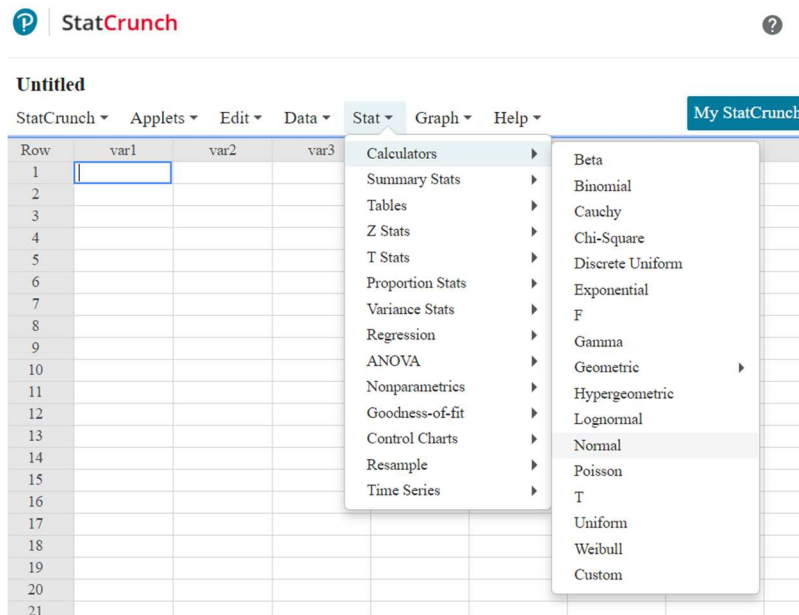 P StatCrunch ?
Untitled
StatCrunch Applets Edit Data Stat Graph Help My StatCrunch
Row var1 var2 var3
1
2
3
4
5
6
7
8
9
10
11
12
13
14
15
16
17
18
19
20
21
Calculators
Summary Stats
Tables
Z Stats
T Stats
Proportion Stats
Variance Stats
Regression
ANOVA
Nonparametrics
Goodness-of-fit
Control Charts
Resample
Time Series
Beta
Binomial
Cauchy
Chi-Square
Discrete Uniform
Exponential
F
Gamma
Geometric
Hypergeometric
Lognormal
Normal
Poisson
T
Uniform
Weibull
Custom